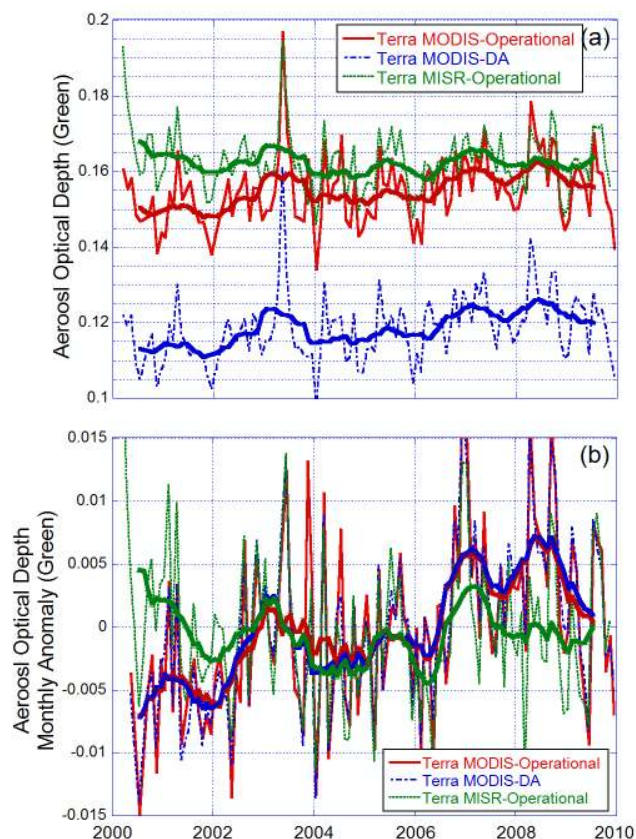 0.2
(a)
Terra MODIS-Operational
Terra MODIS-DA
Terra MISR-Operational
0.18
0.16
0.14
0.12
0.1
Aeroosl Optical Depth (Green)
0.015
(b)
0.01
0.005
0
-0.005
-0.01
-0.015
Aeroosl Optical Depth
Monthly Anomaly (Green)
Terra MODIS-Operational
Terra MODIS-DA
Terra MISR-Operational
2000 2002 2004 2006 2008 2010